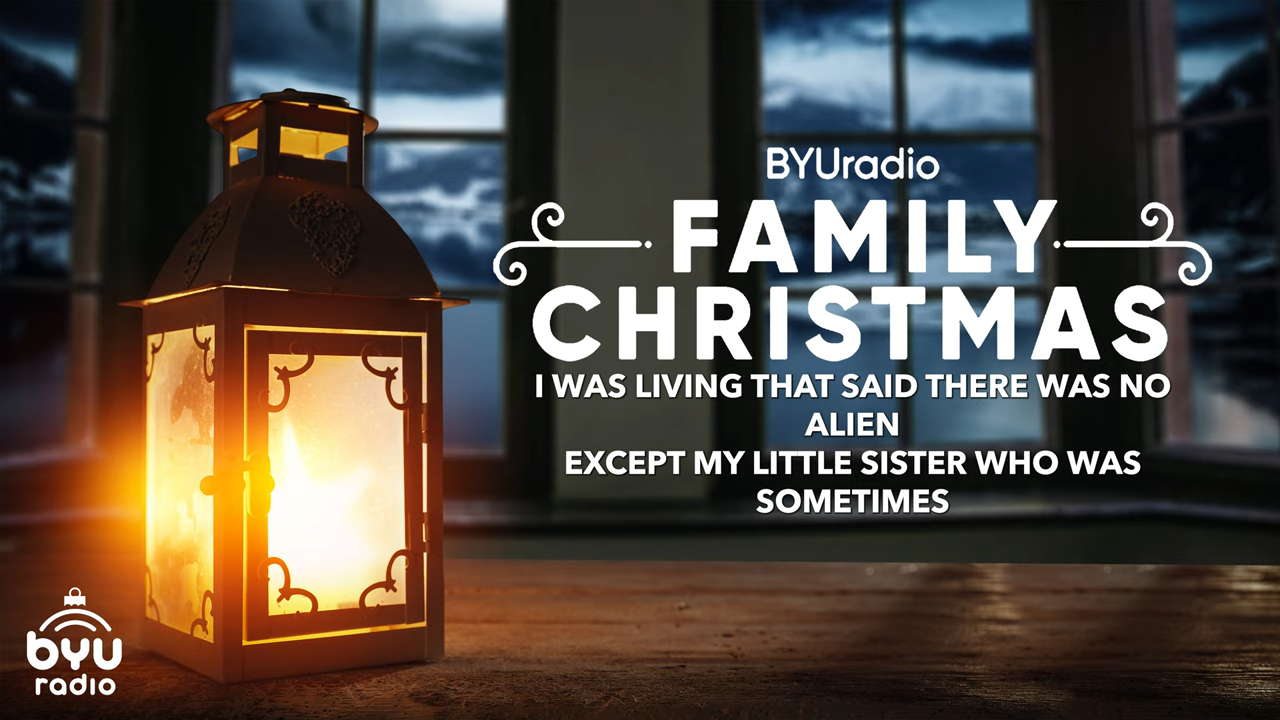 BYUradio
FAMILY
CHRISTMAS
I WAS LIVING THAT SAID THERE WAS NO
ALIEN
EXCEPT MY LITTLE SISTER WHO WAS
SOMETIMES
byu
radio